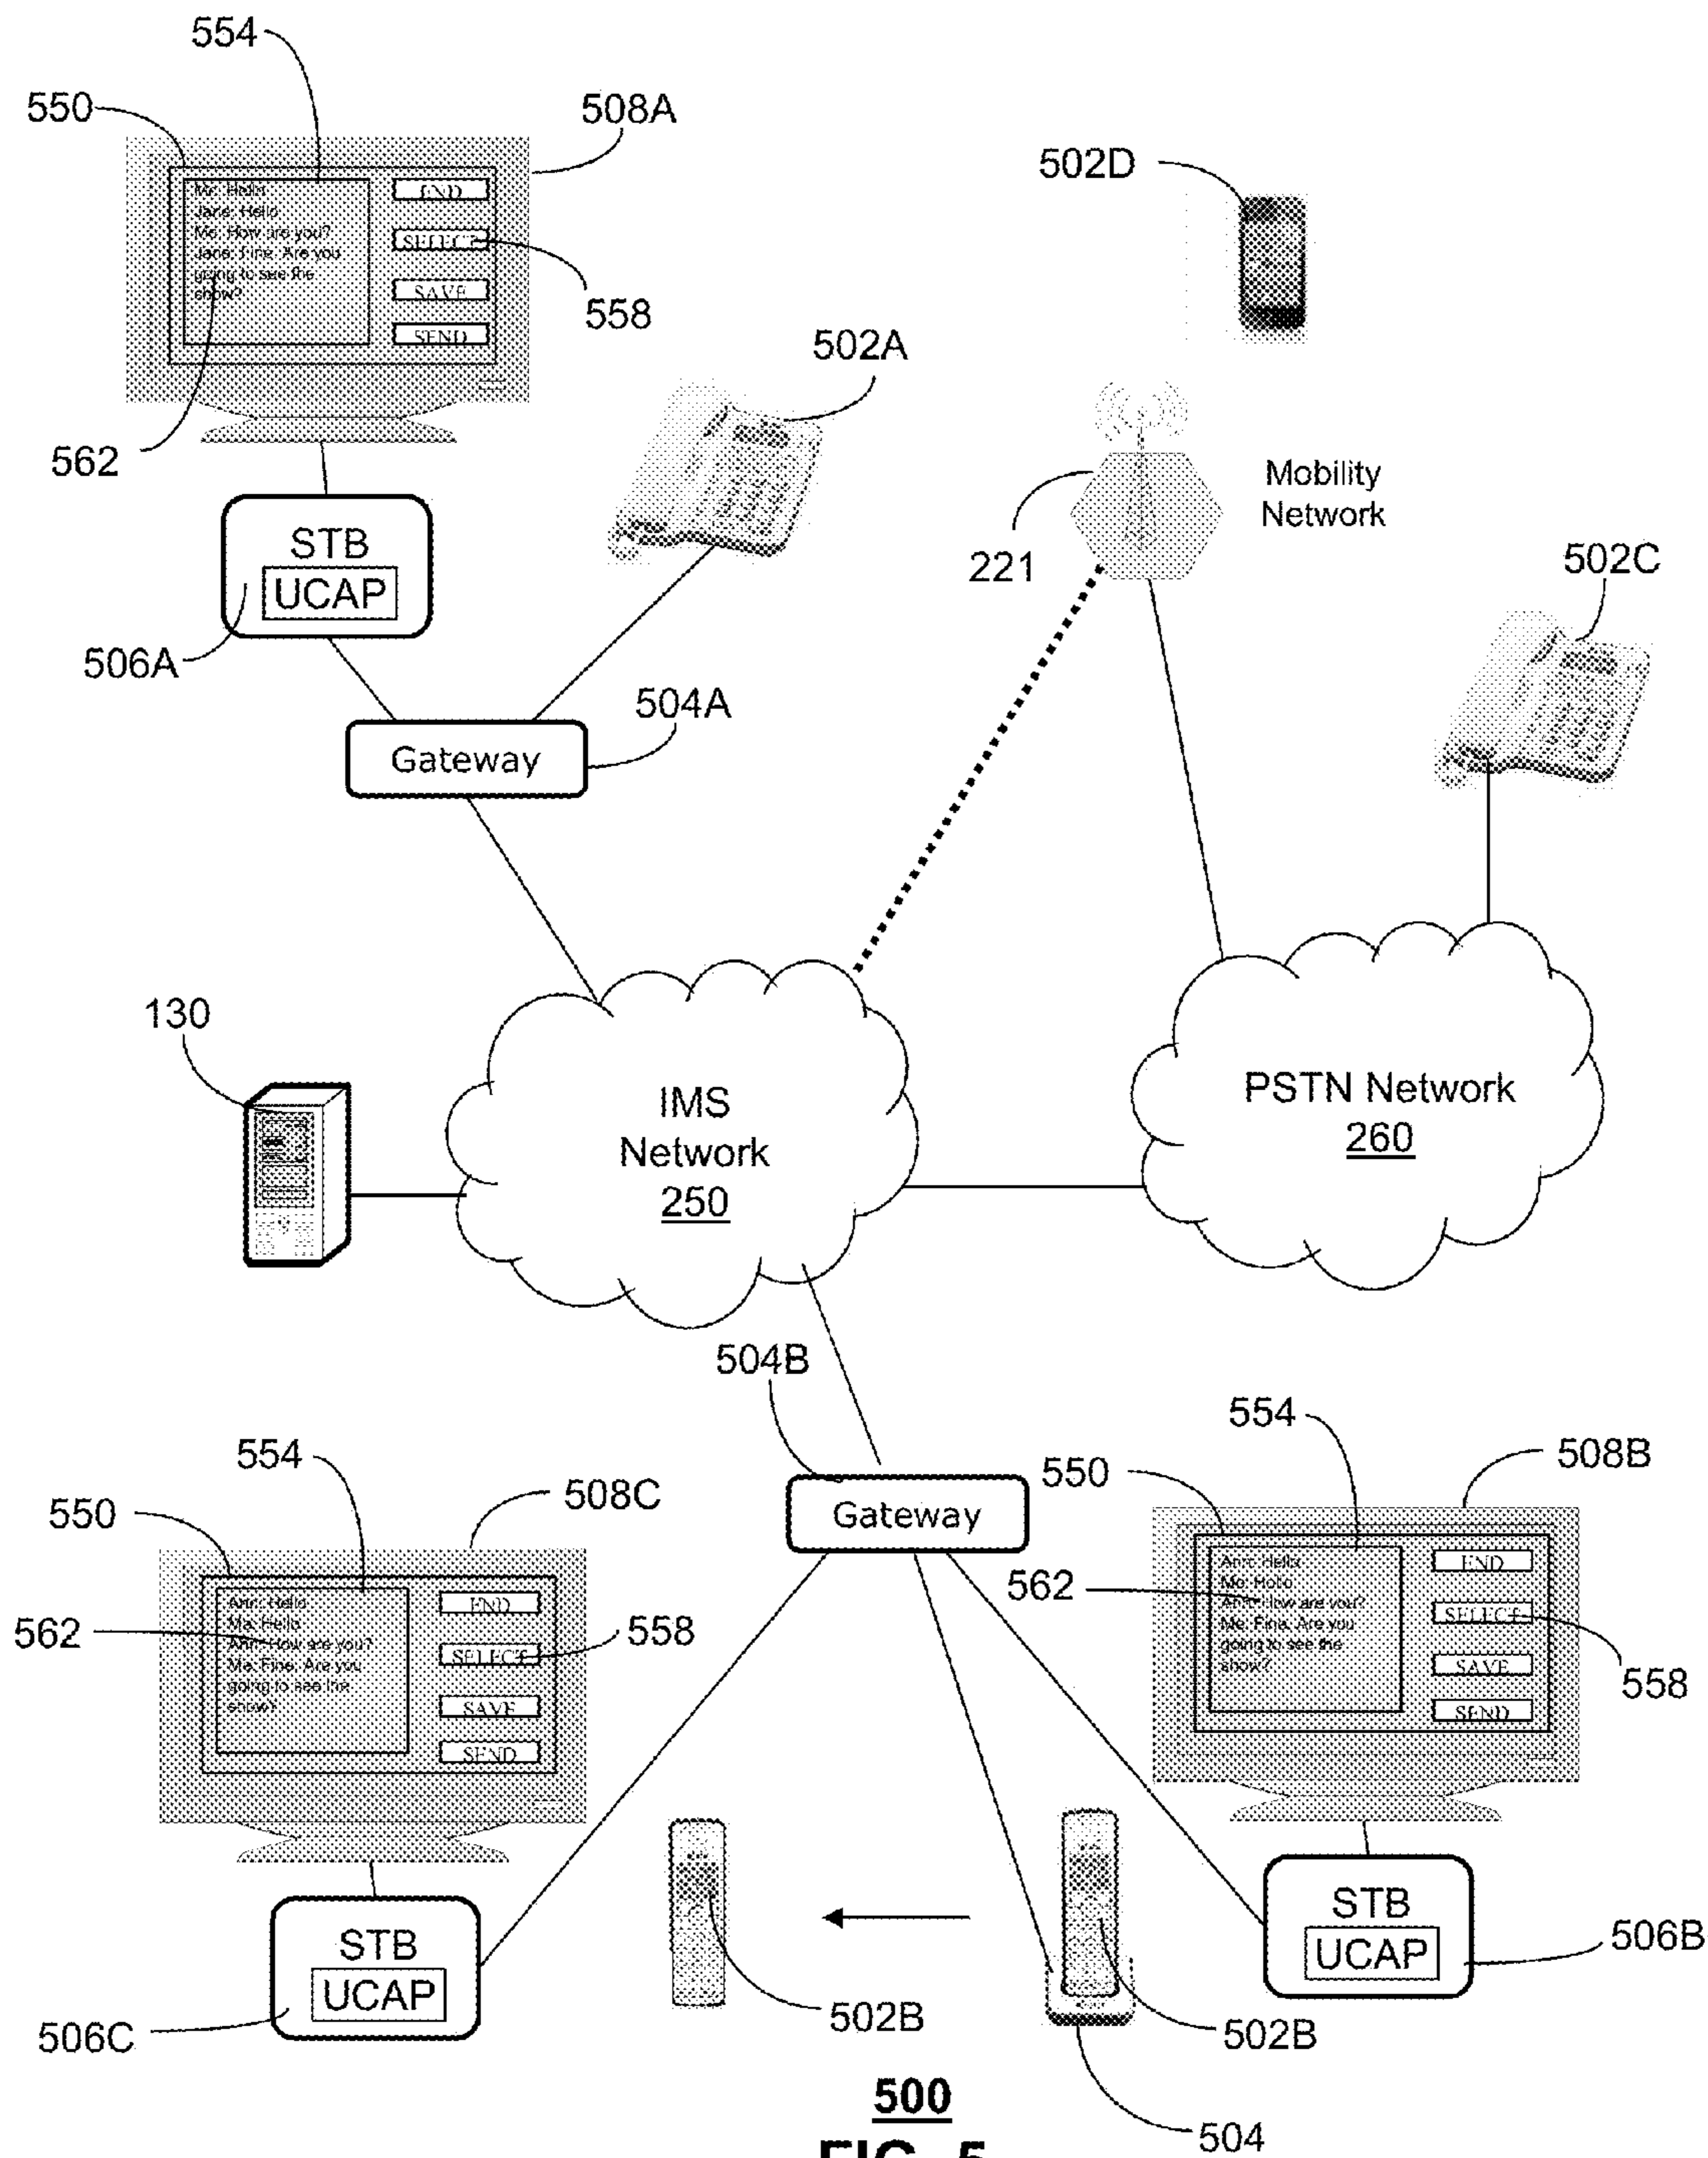 554
550
508A
502D
Me: Hello
Jane: Hello
Me: How are you?
Jane: Fine. Are you
going to see the
show?
END
SELECT
SAVE
SEND
558
562
502A
Mobility
Network
221
502C
STB
UCAP
506A
504A
Gateway
130
IMS
Network
250
PSTN Network
260
504B
Gateway
554
550
508C
Ann: Hello
Me: Hello
Ann: How are you?
Me: Fine. Are you
going to see the
show?
END
SELECT
SAVE
SEND
562
558
554
550
508B
Ann: Hello
Me: Hello
Ann: How are you?
Me: Fine. Are you
going to see the
show?
END
SELECT
SAVE
SEND
562
558
STB
UCAP
506C
502B
502B
504
STB
UCAP
506B
500
FIG. 5